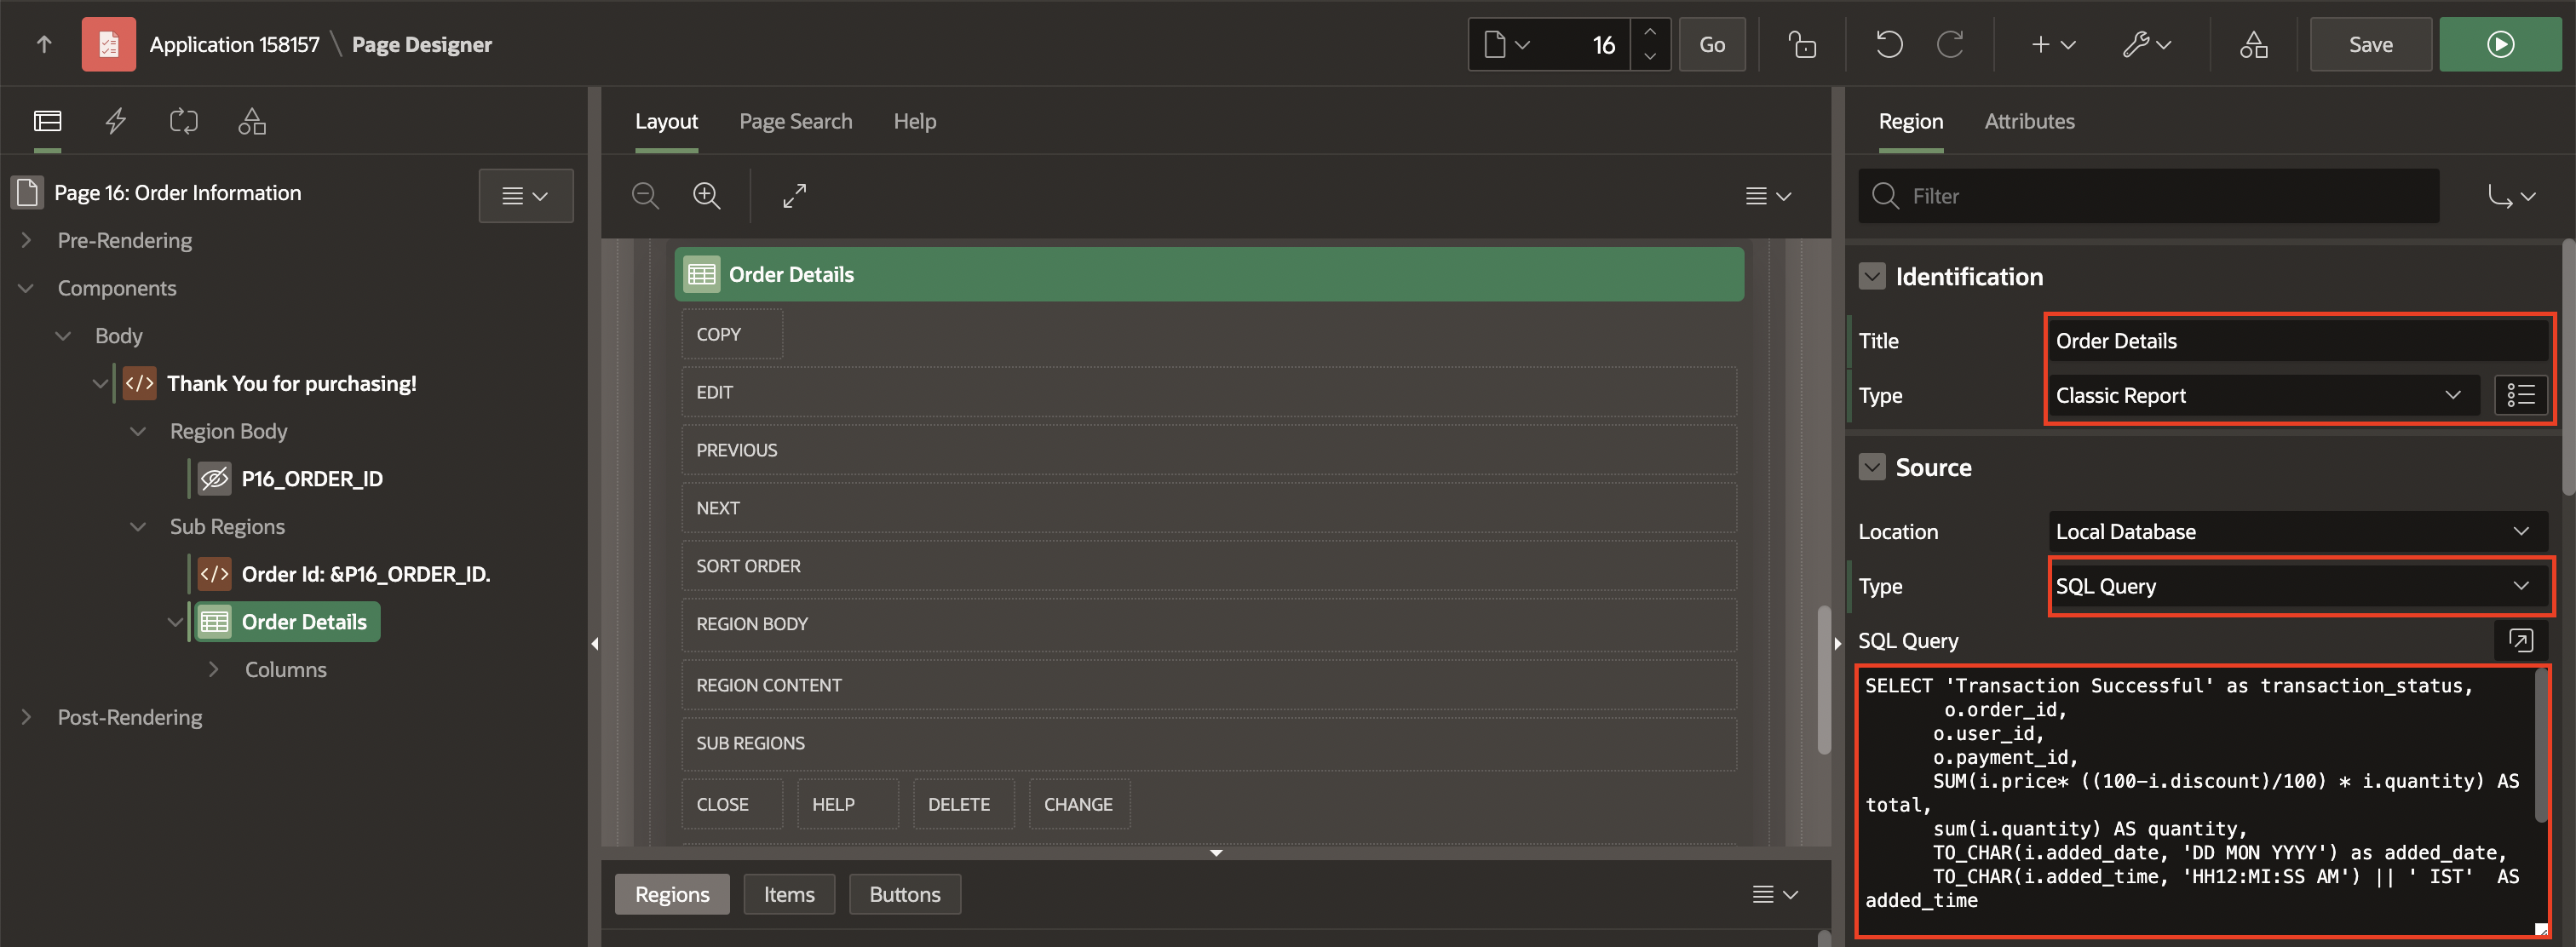 Application 158157 \ Page Designer
16
Go
Save
Layout
Page Search
Help
Region
Attributes
Page 16: Order Information
Pre-Rendering
Components
Body
</> Thank You for purchasing!
Region Body
P16_ORDER_ID
Sub Regions
</> Order Id: &P16_ORDER_ID.
Order Details
Columns
Post-Rendering
Order Details
COPY
EDIT
PREVIOUS
NEXT
SORT ORDER
REGION BODY
REGION CONTENT
SUB REGIONS
CLOSE
HELP
DELETE
CHANGE
Regions
Items
Buttons
Filter
Identification
Title
Order Details
Type
Classic Report
Source
Location
Local Database
Type
SQL Query
SQL Query
SELECT 'Transaction Successful' as transaction_status,
o.order_id,
o.user_id,
o.payment_id,
SUM(i.price* ((100-i.discount)/100) * i.quantity) AS
total,
sum(i.quantity) AS quantity,
TO_CHAR(i.added_date, 'DD MON YYYY') as added_date,
TO_CHAR(i.added_time, 'HH12:MI:SS AM') || ' IST'  AS
added_time